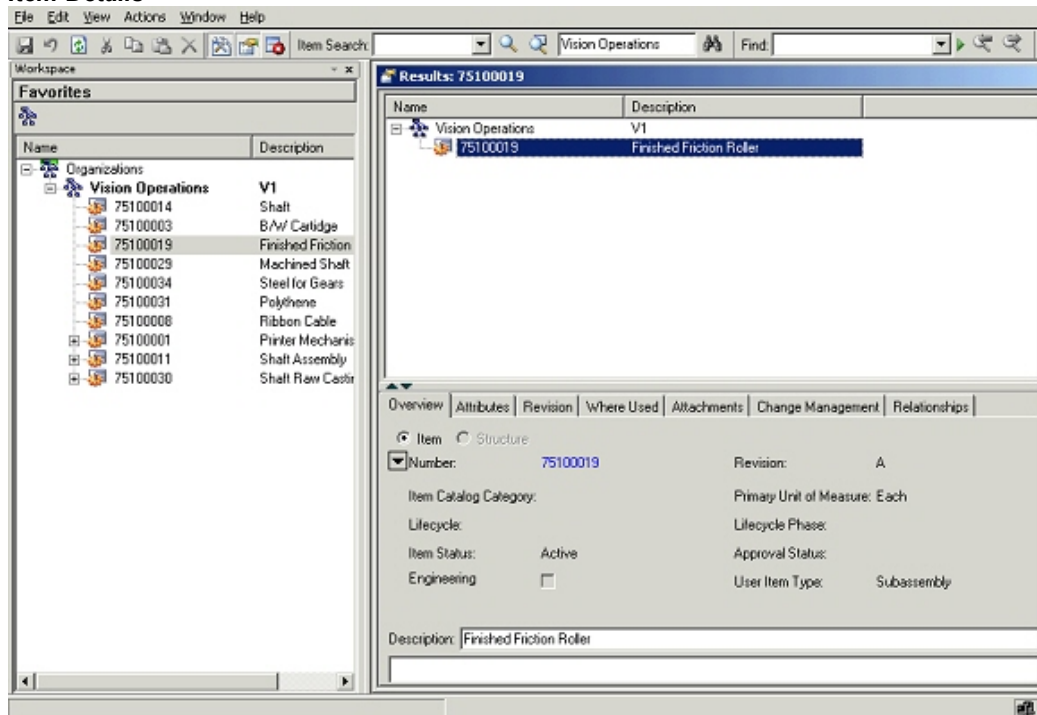 Item Details
File Edit View Actions Window Help
Item Search: Vision Operations Find:
Workspace
Favorites
Name Description
Organizations
Vision Operations V1
75100014 Shaft
75100003 B/W Cartidge
75100019 Finished Friction
75100029 Machined Shaft
75100034 Steel for Gears
75100031 Polythene
75100008 Ribbon Cable
75100001 Printer Mechanis
75100011 Shaft Assembly
75100030 Shaft Raw Castin
Results: 75100019
Name Description
Vision Operations V1
75100019 Finished Friction Roller
Overview Attributes Revision Where Used Attachments Change Management Relationships
Item Structure
Number: 75100019 Revision: A
Item Catalog Category: Primary Unit of Measure: Each
Lifecycle: Lifecycle Phase:
Item Status: Active Approval Status:
Engineering User Item Type: Subassembly
Description: Finished Friction Roller